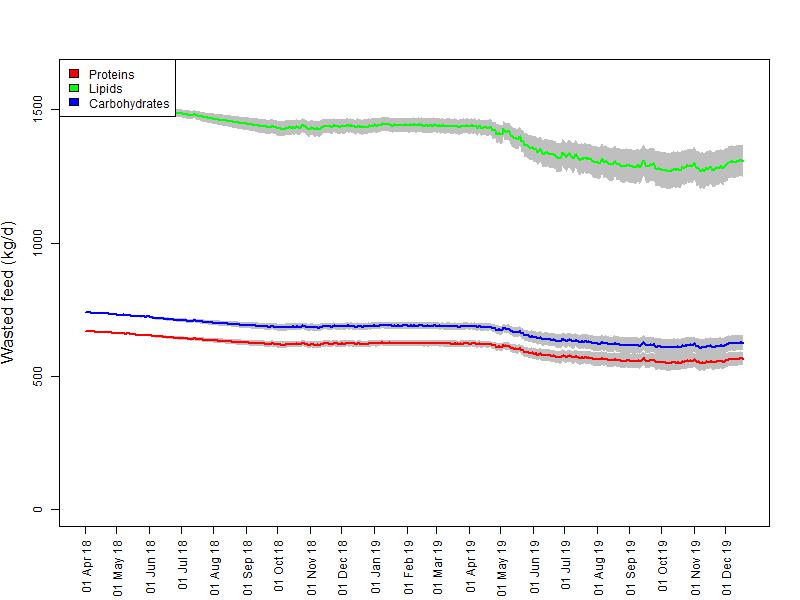 Proteins
Lipids
Carbohydrates
Wasted feed (kg/d)
1500
1000
500
0
01 Apr 18
01 May 18
01 Jun 18
01 Jul 18
01 Aug 18
01 Sep 18
01 Oct 18
01 Nov 18
01 Dec 18
01 Jan 19
01 Feb 19
01 Mar 19
01 Apr 19
01 May 19
01 Jun 19
01 Jul 19
01 Aug 19
01 Sep 19
01 Oct 19
01 Nov 19
01 Dec 19